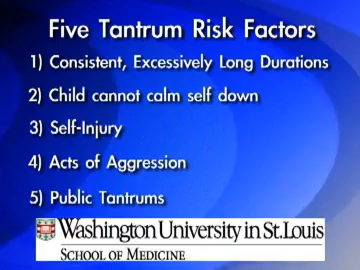 Five Tantrum Risk Factors
1) Consistent, Excessively Long Durations
2) Child cannot calm self down
3) Self-Injury
4) Acts of Aggression
5) Public Tantrums
Washington University in St. Louis
SCHOOL OF MEDICINE